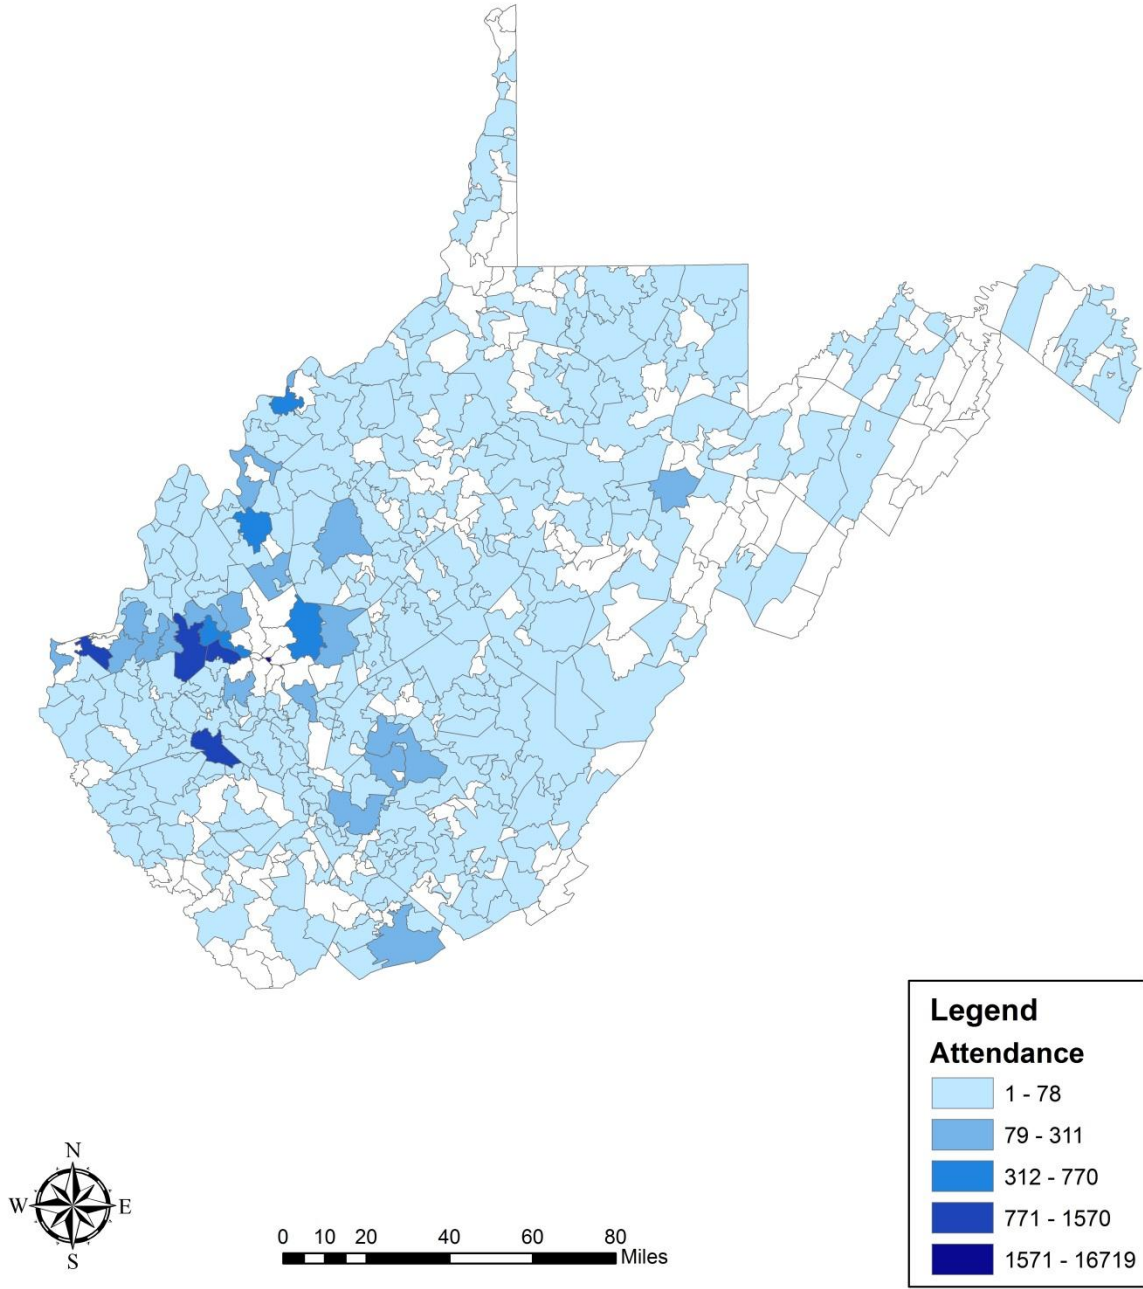 Legend
Attendance
1 - 78
79 - 311
312 - 770
771 - 1570
1571 - 16719
N
W E
S
0 10 20 40 60 80
Miles